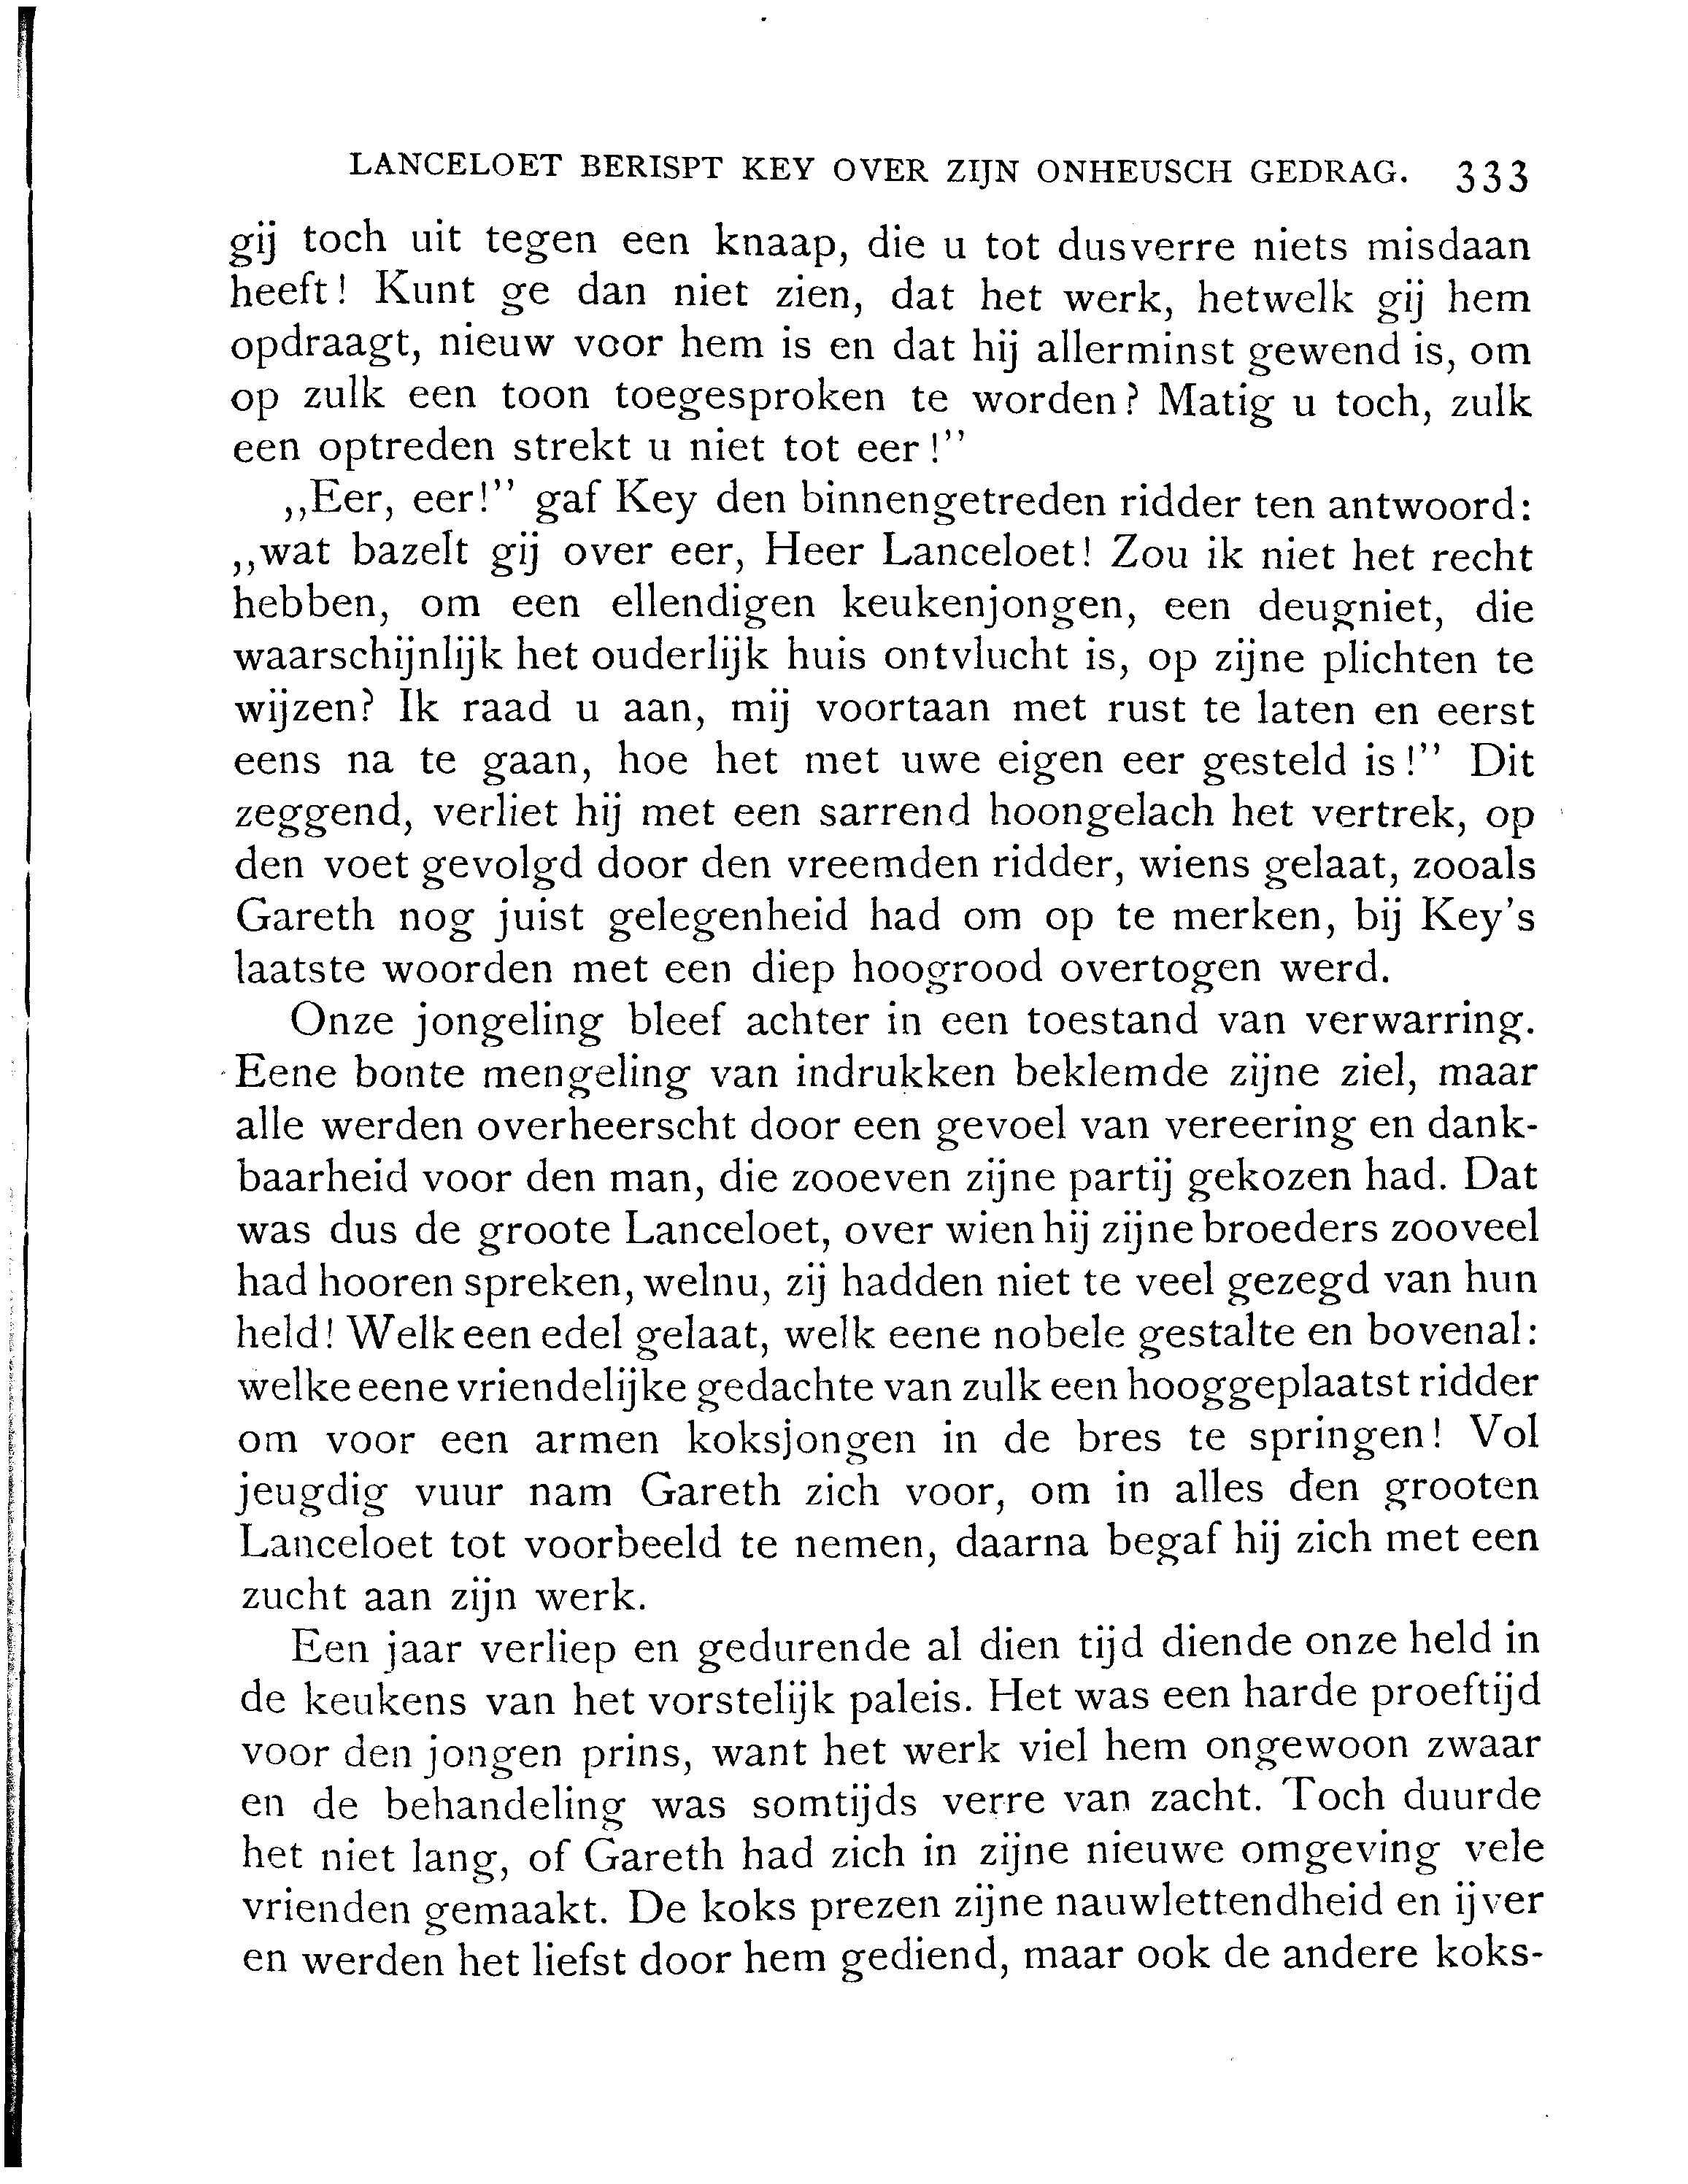 LANCELOET BERISPT KEY OVER ZIJN ONHEUSCH GEDRAG. 333
gij toch uit tegen een knaap, die u tot dusverre niets misdaan
heeft! Kunt ge dan niet zien, dat het werk, hetwelk gij hem
opdraagt, nieuw voor hem is en dat hij allerminst gewend is, om
op zulk een toon toegesproken te worden? Matig u toch, zulk
een optreden strekt u niet tot eer!”
„Eer, eer!” gaf Key den binnengetreden ridder ten antwoord:
„wat bazelt gij over eer, Heer Lanceloet! Zou ik niet het recht
hebben, om een ellendigen keukenjongen, een deugniet, die
waarschijnlijk het ouderlijk huis ontvlucht is, op zijne plichten te
wijzen? Ik raad u aan, mij voortaan met rust te laten en eerst
eens na te gaan, hoe het met uwe eigen eer gesteld is!” Dit
zeggend, verliet hij met een sarrend hoongelach het vertrek, op
den voet gevolgd door den vreemden ridder, wiens gelaat, zooals
Gareth nog juist gelegenheid had om op te merken, bij Key's
laatste woorden met een diep hoogrood overtogen werd.
Onze jongeling bleef achter in een toestand van verwarring.
Eene bonte mengeling van indrukken beklemde zijne ziel, maar
alle werden overheerscht door een gevoel van vereering en dank-
baarheid voor den man, die zooeven zijne partij gekozen had. Dat
was dus de groote Lanceloet, over wien hij zijne broeders zooveel
had hooren spreken, welnu, zij hadden niet te veel gezegd van hun
held! Welk een edel gelaat, welk eene nobele gestalte en bovenal:
welke eene vriendelijke gedachte van zulk een hooggeplaatst ridder
om voor een armen koksjongen in de bres te springen! Vol
jeugdig vuur nam Gareth zich voor, om in alles den grooten
Lanceloet tot voorbeeld te nemen, daarna begaf hij zich met een
zucht aan zijn werk.
Een jaar verliep en gedurende al dien tijd diende onze held in
de keukens van het vorstelijk paleis. Het was een harde proeftijd
voor den jongen prins, want het werk viel hem ongewoon zwaar
en de behandeling was somtijds verre van zacht. Toch duurde
het niet lang, of Gareth had zich in zijne nieuwe omgeving vele
vrienden gemaakt. De koks prezen zijne nauwlettendheid en ijver
en werden het liefst door hem gediend, maar ook de andere koks-